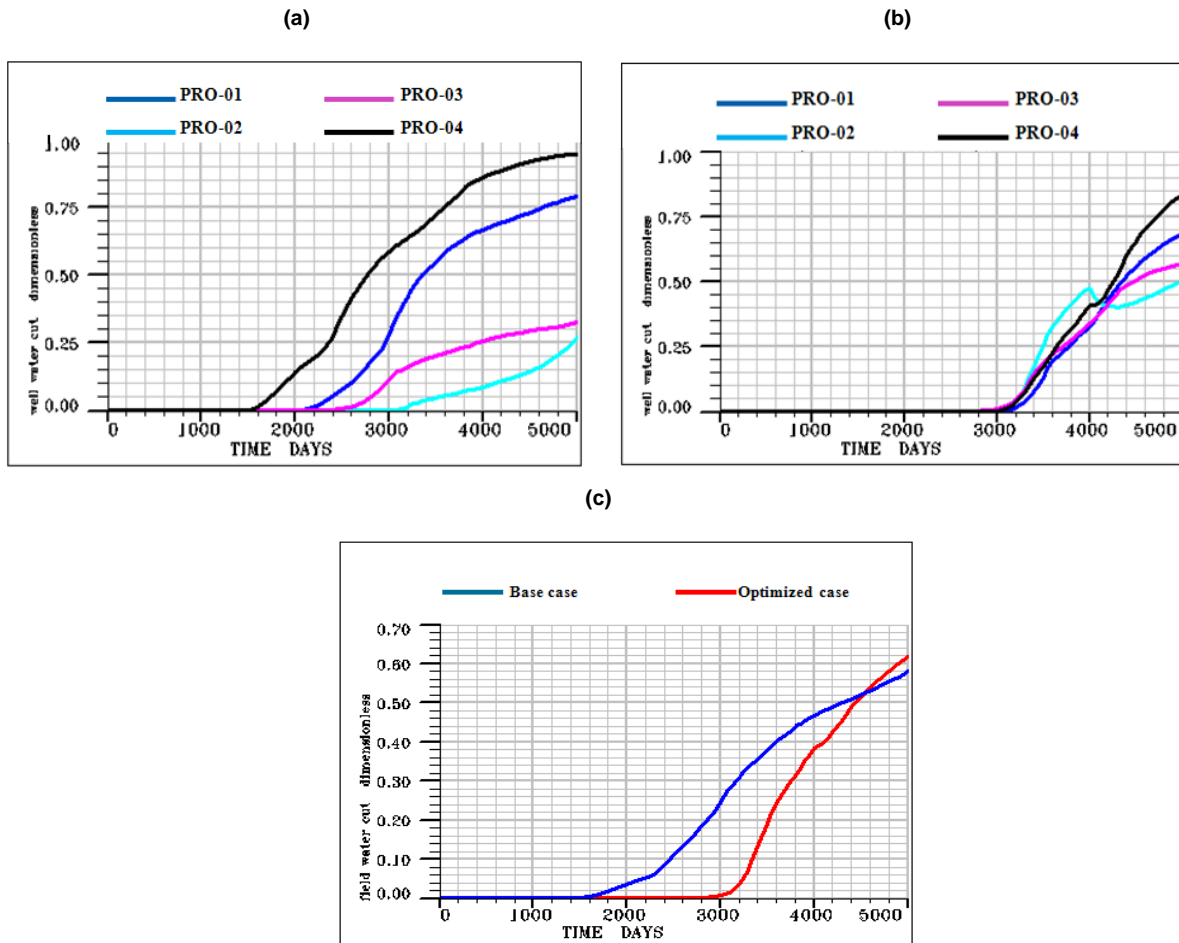 (a)
PRO-01 PRO-03
PRO-02 PRO-04
well water cut dimensionless
1.00
0.75
0.50
0.25
0.00
0 1000 2000 3000 4000 5000
TIME DAYS
(b)
PRO-01 PRO-03
PRO-02 PRO-04
well water cut dimensionless
1.00
0.75
0.50
0.25
0.00
0 1000 2000 3000 4000 5000
TIME DAYS
(c)
Base case Optimized case
field water cut dimensionless
0.70
0.60
0.50
0.40
0.30
0.20
0.10
0.00
0 1000 2000 3000 4000 5000
TIME DAYS